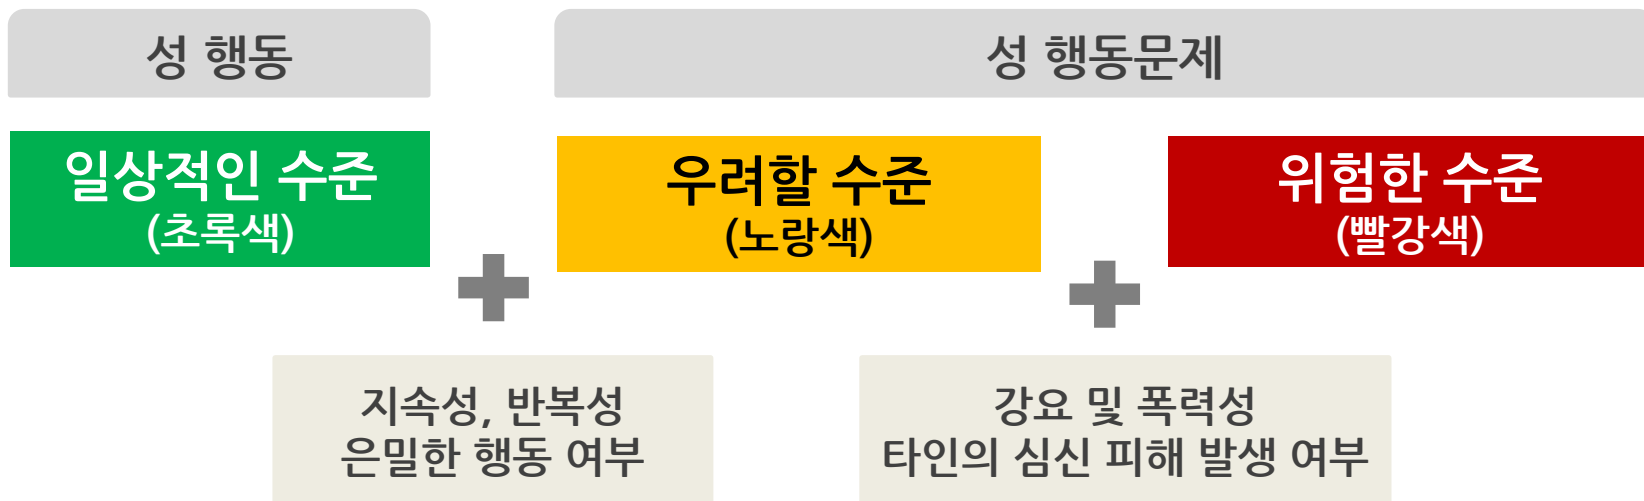 성 행동
성 행동문제
일상적인 수준
(초록색)
우려할 수준
(노랑색)
위험한 수준
(빨강색)
지속성, 반복성
은밀한 행동 여부
강요 및 폭력성
타인의 심신 피해 발생 여부